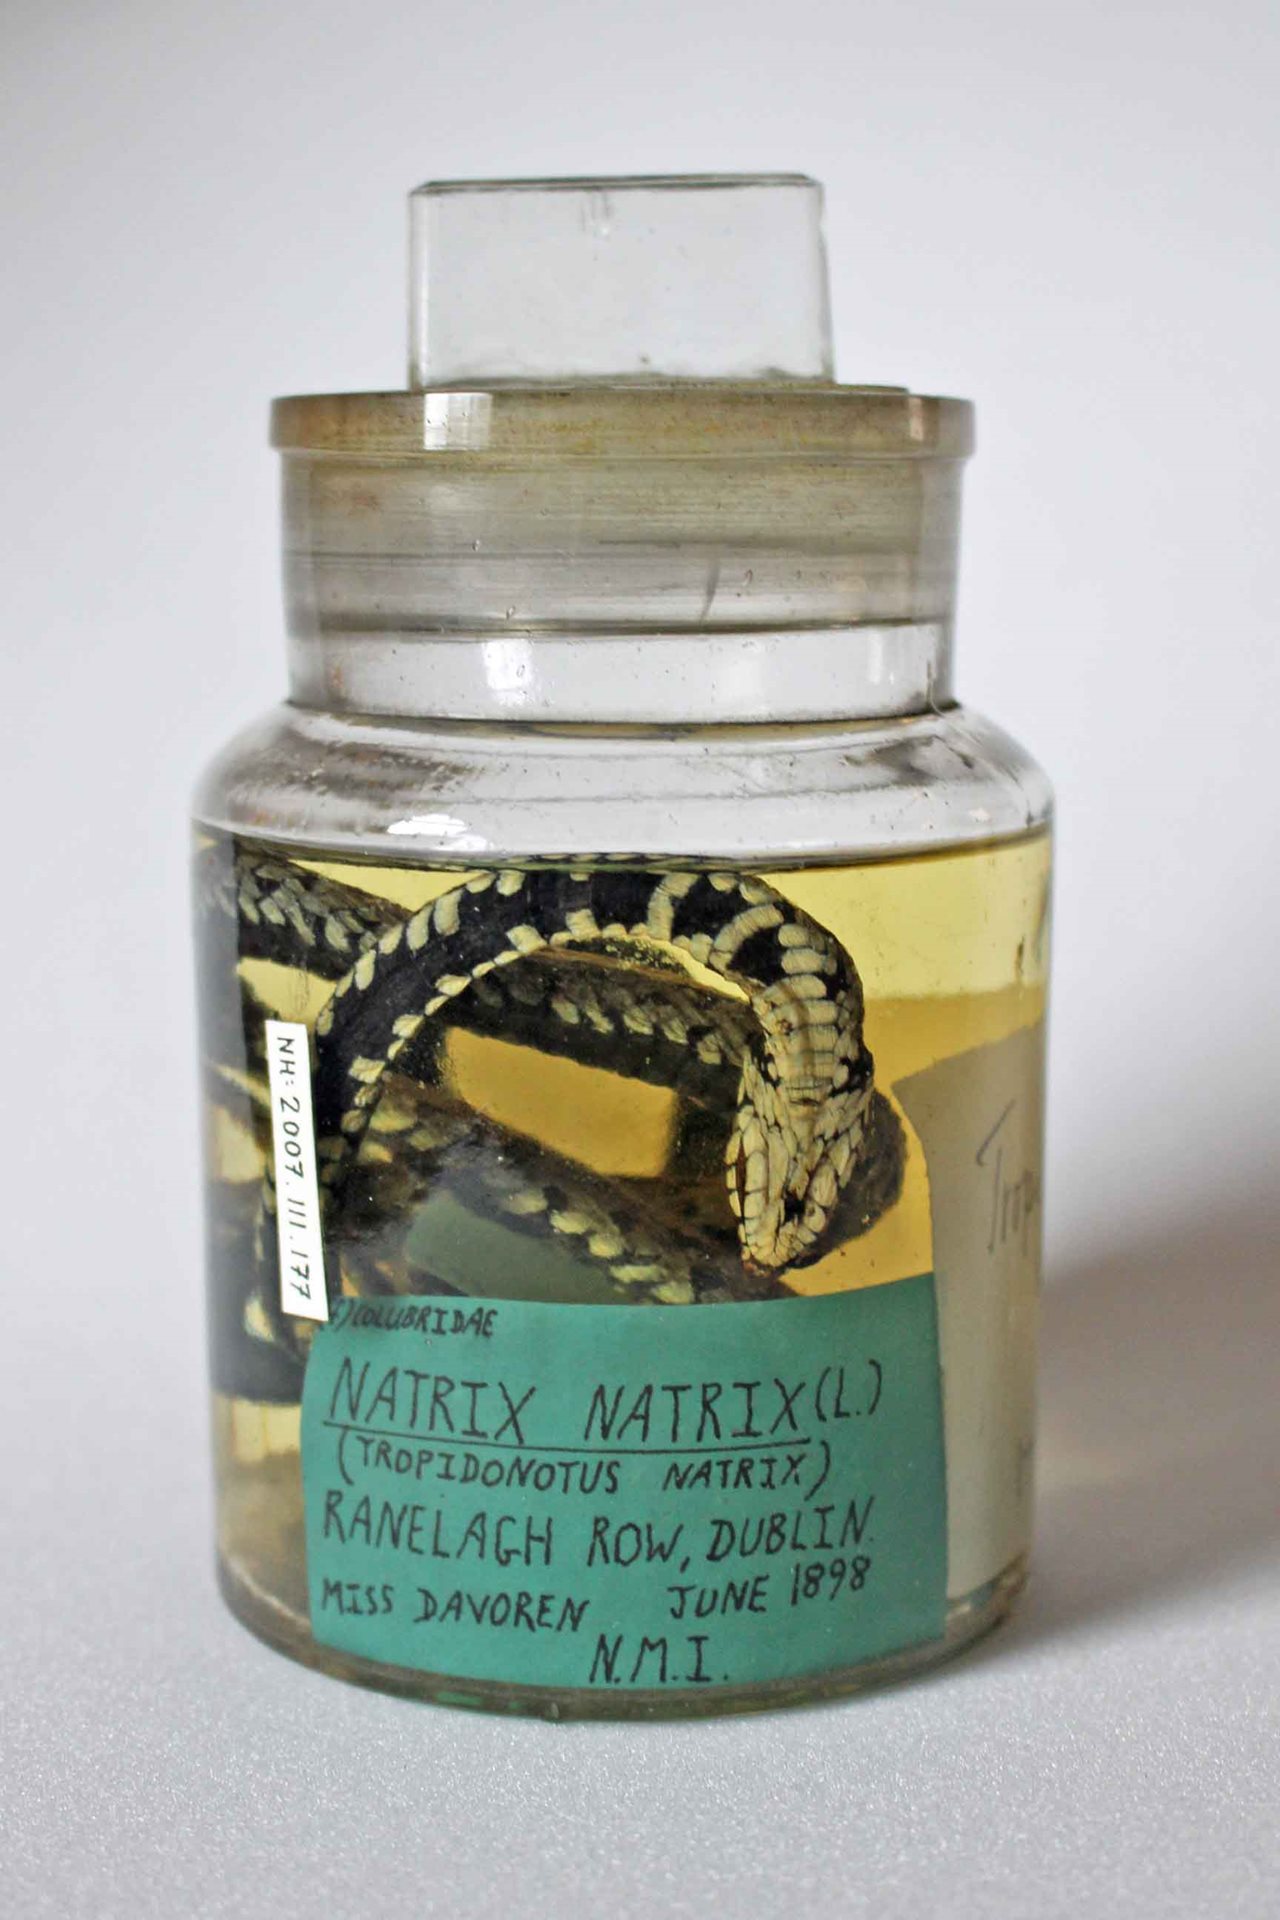 NH:2007.111.177
(F) COLUBRIDAE
NATRIX NATRIX (L.)
(TROPIDONOTUS NATRIX)
RANELAGH ROW, DUBLIN.
MISS DAVOREN JUNE 1898
N.M.I.